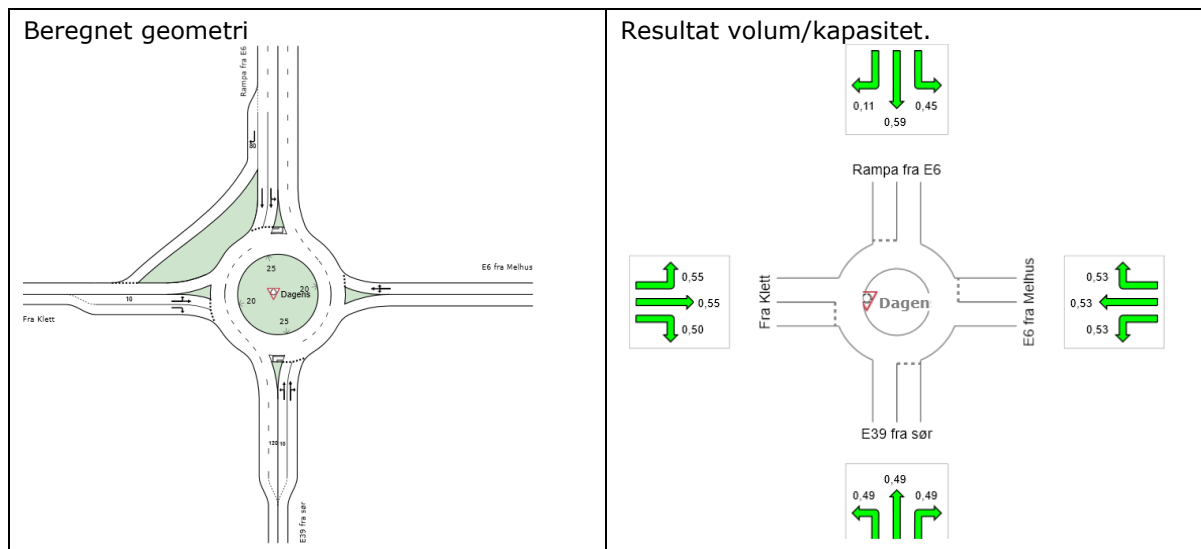 Beregnet geometri
Rampa fra E6
80
E6 fra Melhus
25
20
Dagens
20
10
25
Fra Klett
120
10
E39 fra sør
Resultat volum/kapasitet.
0,11
0,45
0,59
Rampa fra E6
0,55
0,55
0,50
Fra Klett
Dagens
E6 fra Melhus
0,53
0,53
0,53
E39 fra sør
0,49
0,49
0,49